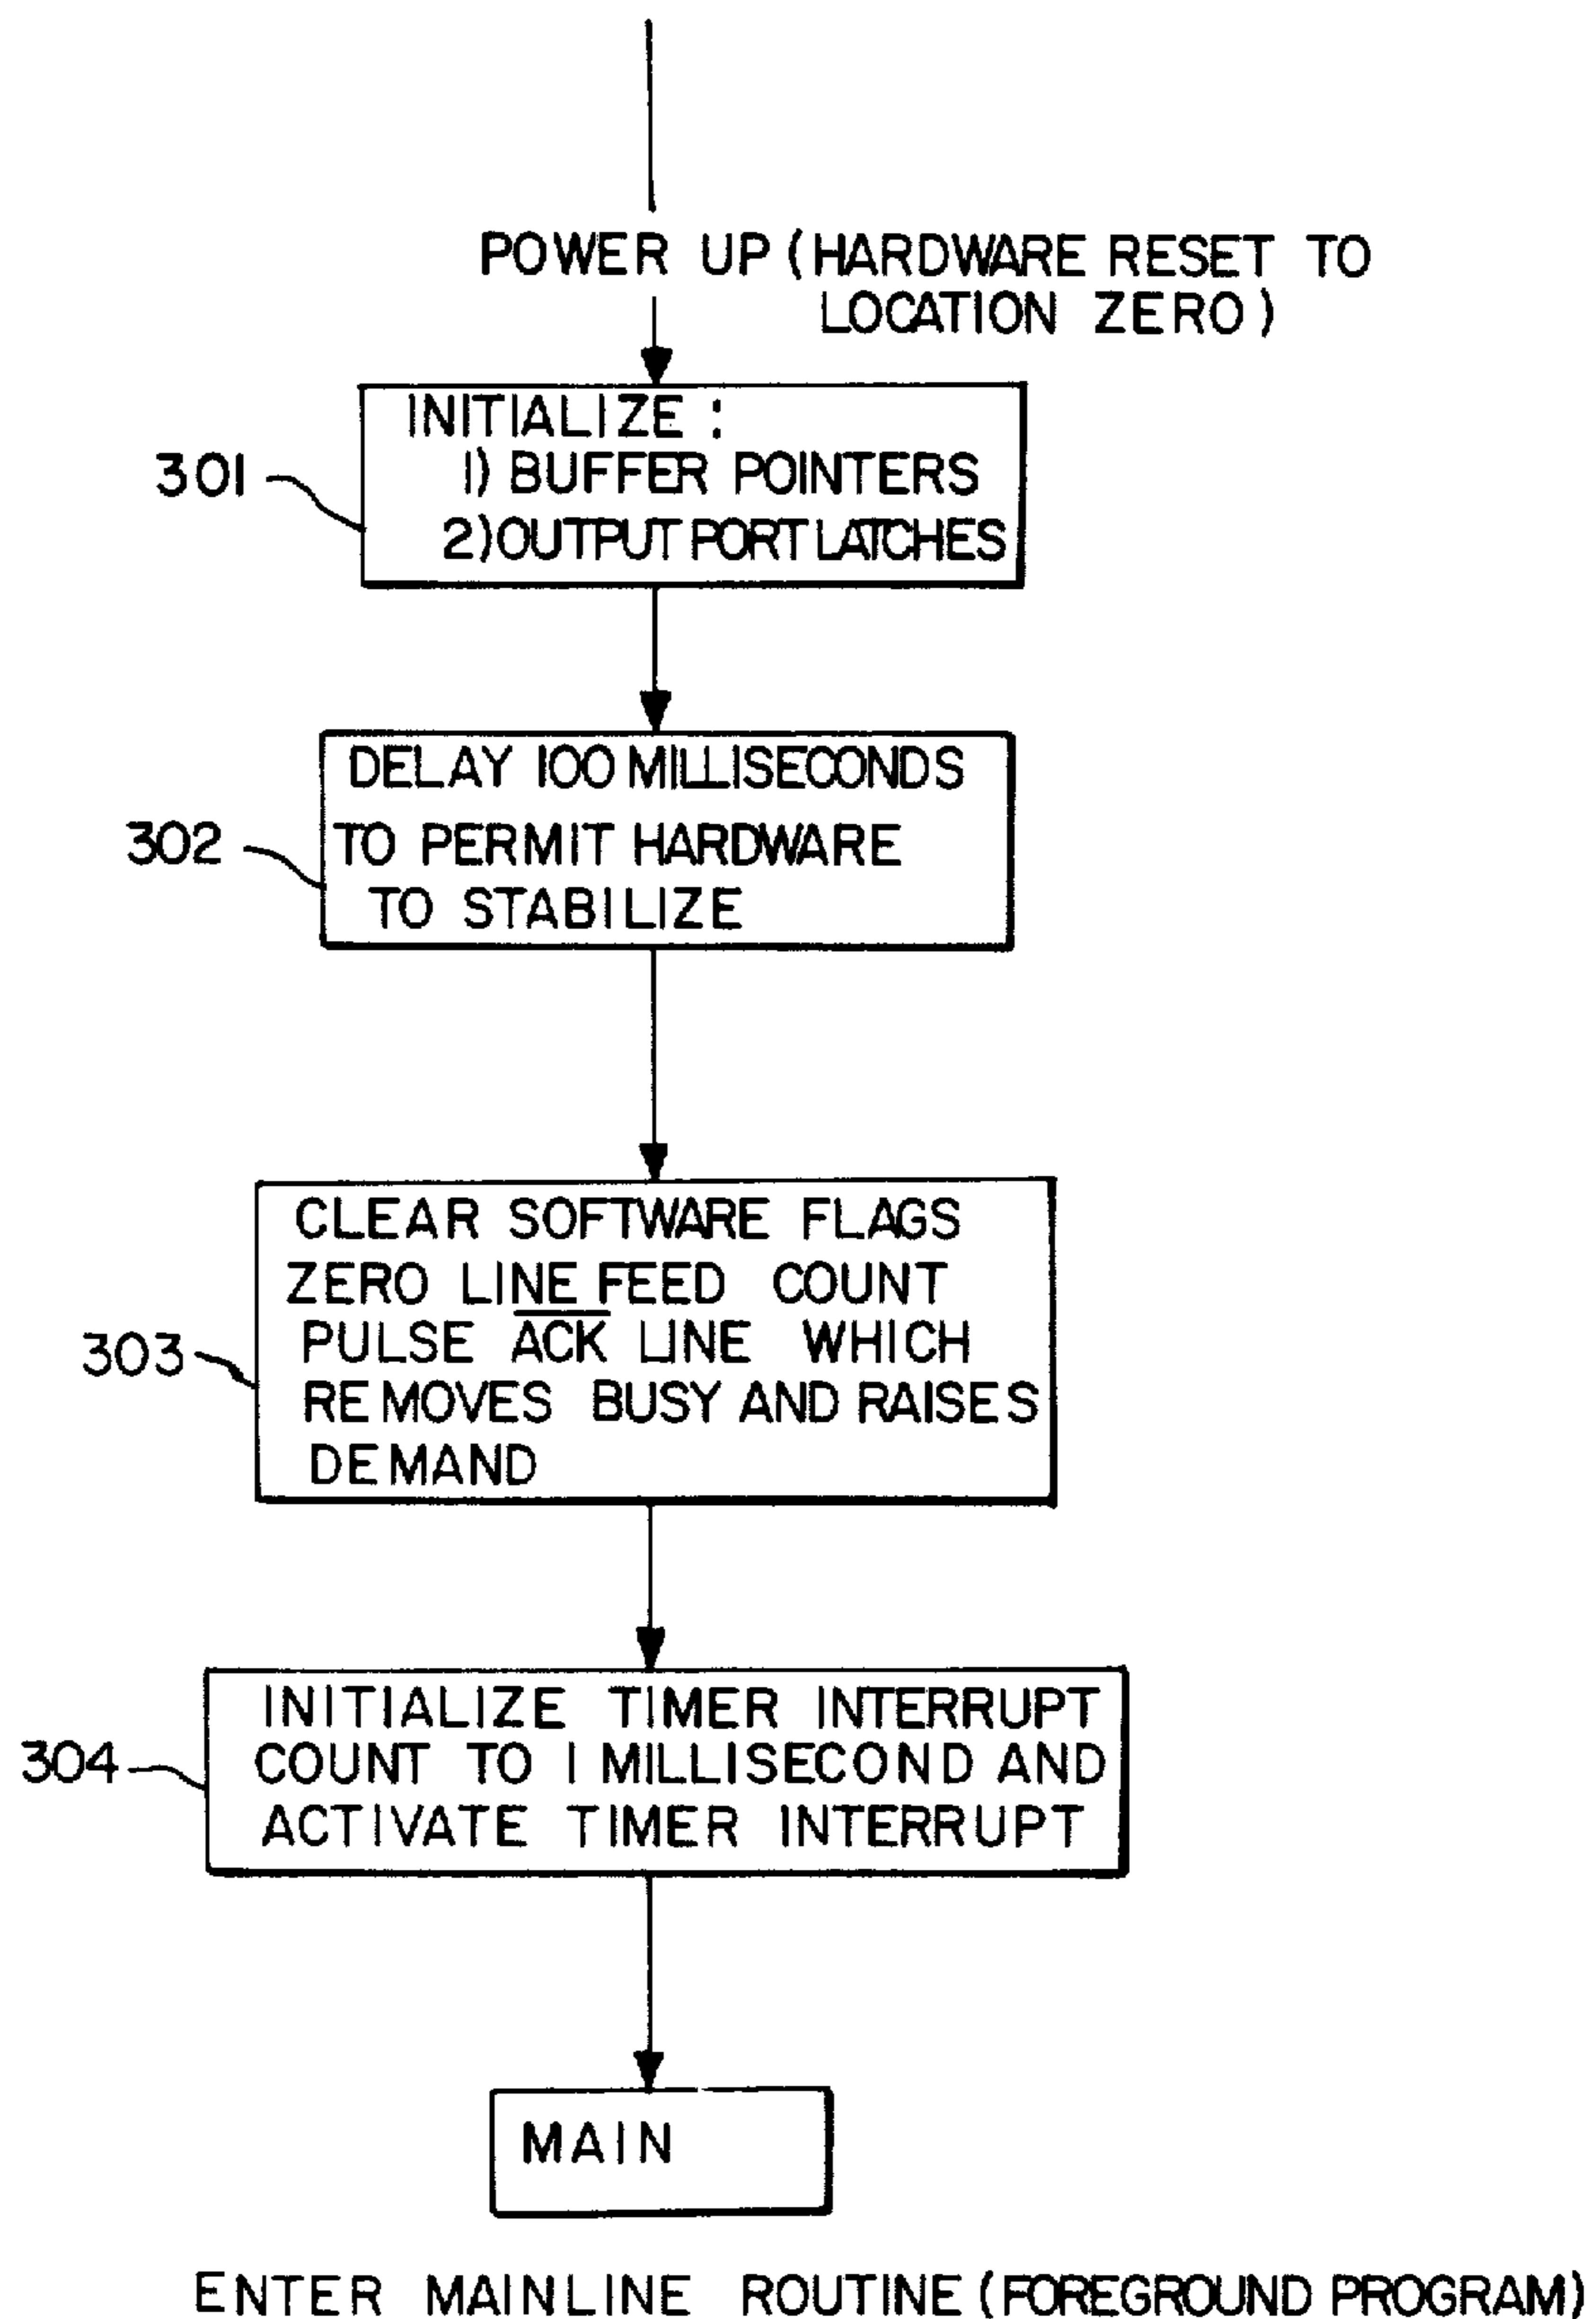 POWER UP (HARDWARE RESET TO
LOCATION ZERO)
INITIALIZE :
1) BUFFER POINTERS
2) OUTPUT PORT LATCHES
301
DELAY 100 MILLISECONDS
TO PERMIT HARDWARE
TO STABILIZE
302
CLEAR SOFTWARE FLAGS
ZERO LINE FEED COUNT
PULSE A̅C̅K̅ LINE WHICH
REMOVES BUSY AND RAISES
DEMAND
303
INITIALIZE TIMER INTERRUPT
COUNT TO 1 MILLISECOND AND
ACTIVATE TIMER INTERRUPT
304
MAIN
ENTER MAINLINE ROUTINE (FOREGROUND PROGRAM)